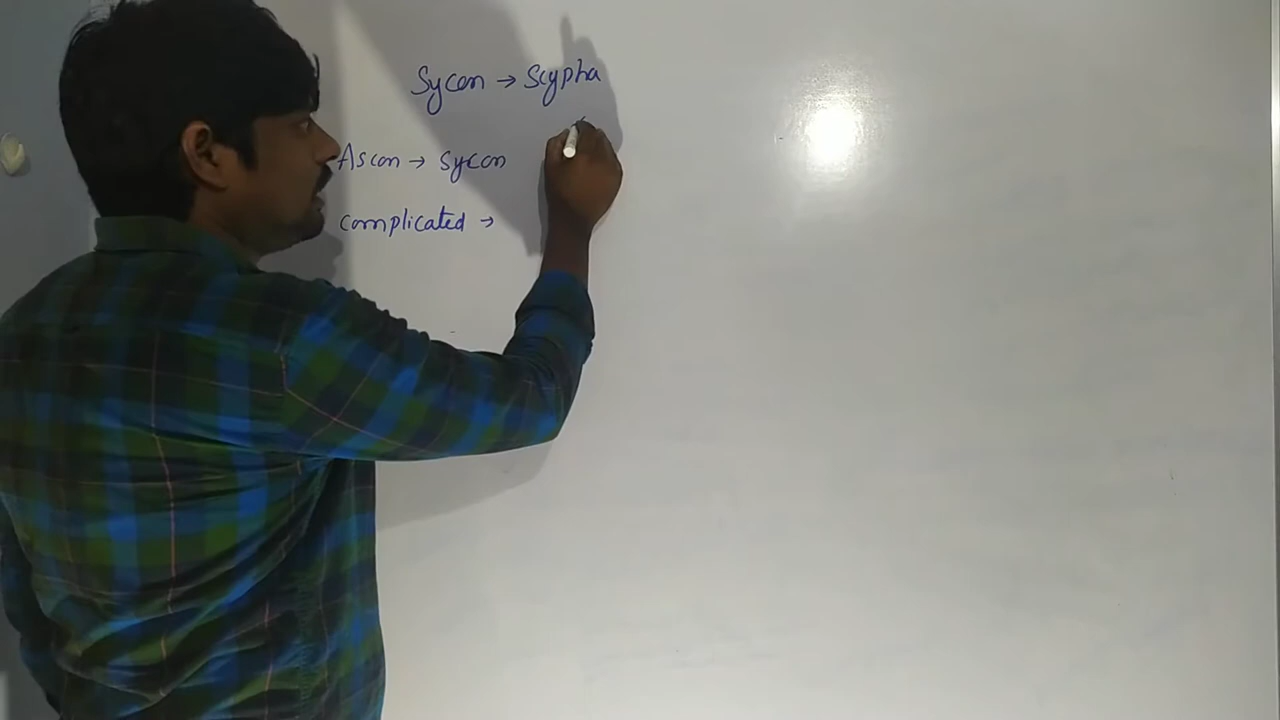 Sycon → Scypha
Ascon → Sycon
complicated →